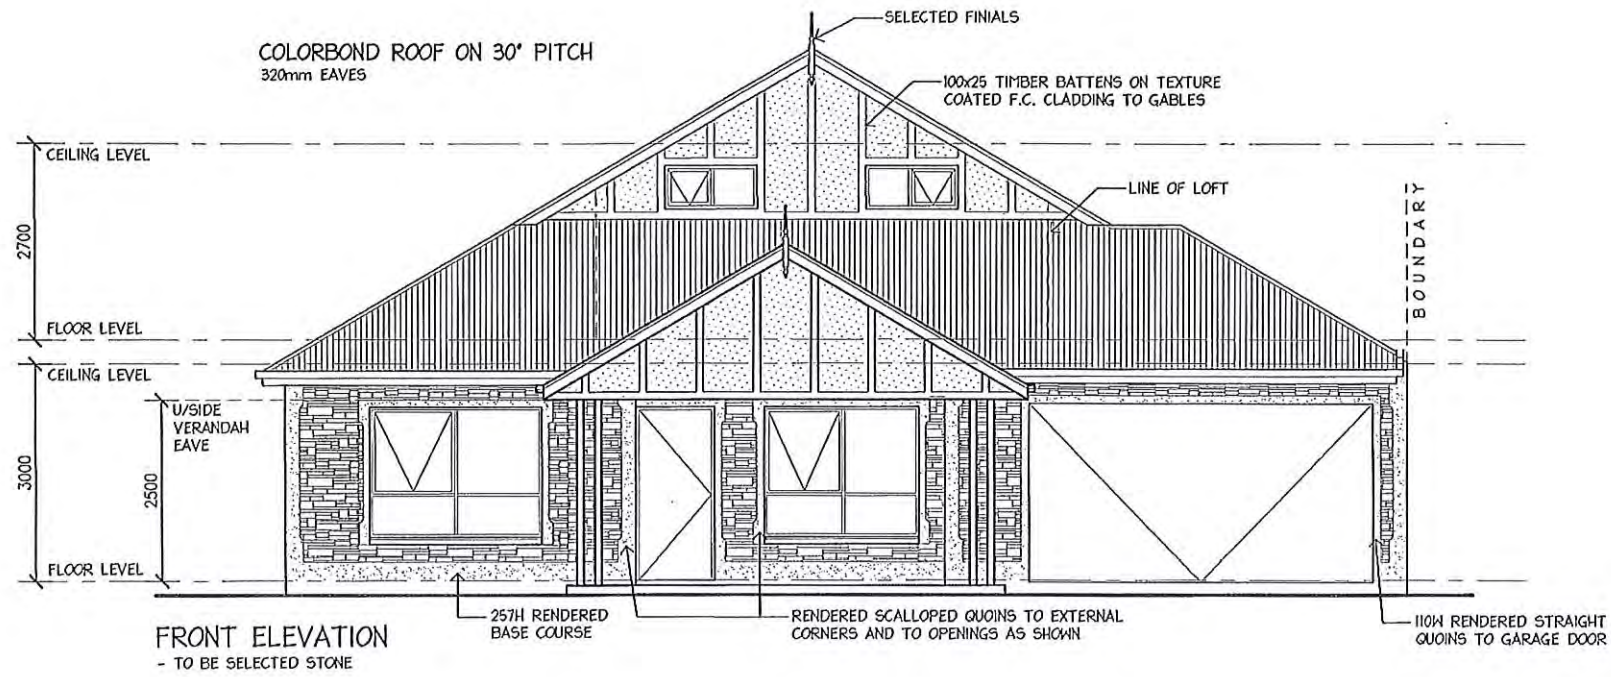 SELECTED FINIALS
COLORBOND ROOF ON 30° PITCH
320mm EAVES
100x25 TIMBER BATTENS ON TEXTURE
COATED F.C. CLADDING TO GABLES
CEILING LEVEL
LINE OF LOFT
BOUNDARY
2700
FLOOR LEVEL
CEILING LEVEL
U/SIDE
VERANDAH
EAVE
3000
2500
FLOOR LEVEL
257H RENDERED
BASE COURSE
RENDERED SCALLOPED QUOINS TO EXTERNAL
CORNERS AND TO OPENINGS AS SHOWN
110W RENDERED STRAIGHT
QUOINS TO GARAGE DOOR
FRONT ELEVATION
- TO BE SELECTED STONE